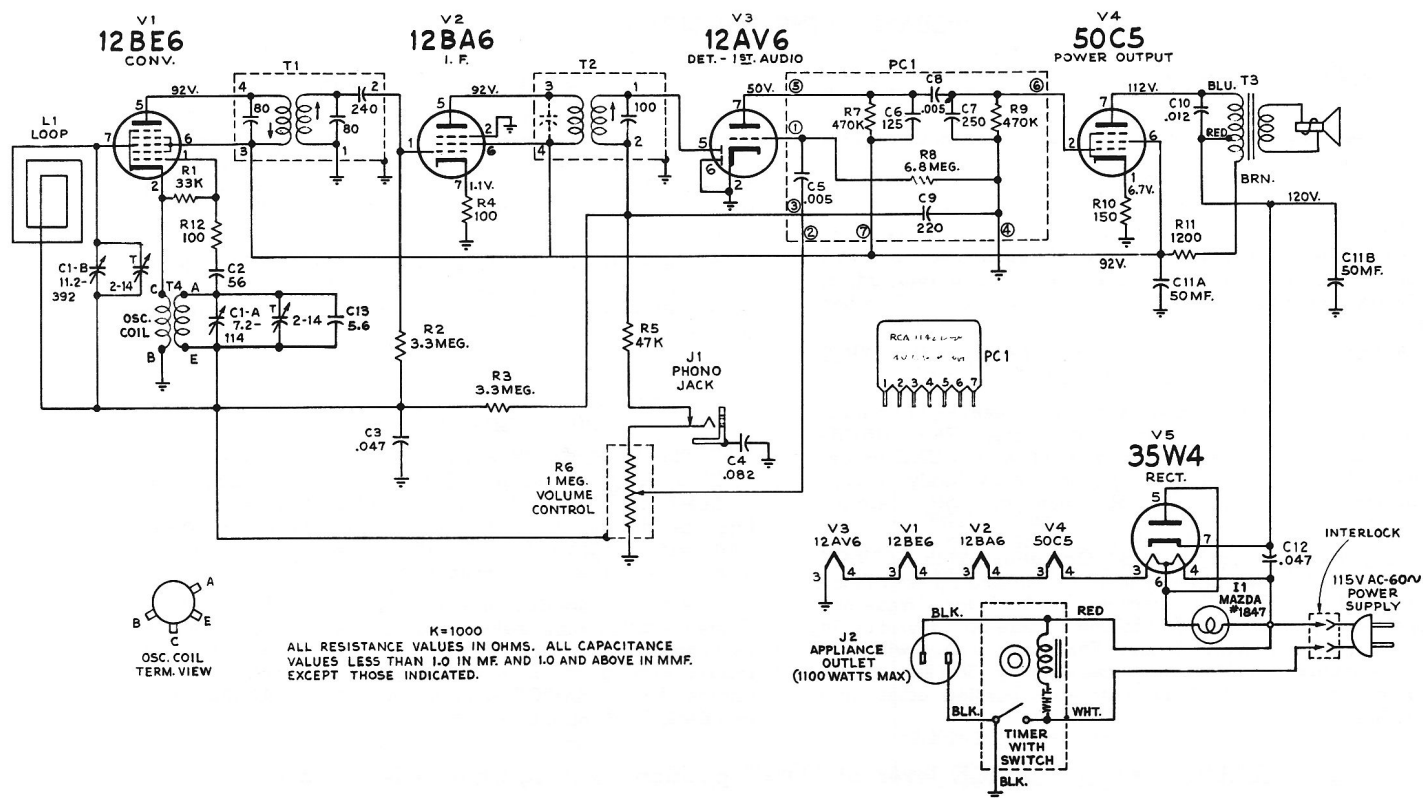 V1
12BE6
CONV.
V2
12BA6
I.F.
V3
12AV6
DET.-1ST. AUDIO
V4
50C5
POWER OUTPUT
L1
LOOP
T1
T2
PC1
T3
92V.
4
80
2
240
80
3
1
5
7
6
1
2
R1
33K
R12
100
C2
56
C1-B
11.2-
392
T
2-14
C
T4
A
OSC.
COIL
B
E
C1-A
7.2-
114
T
2-14
C13
5.6
92V.
5
1
2
6
7
1.1V.
R4
100
3
4
1
100
2
50V.
7
5
6
2
5
1
3
2
7
4
6
R7
470K
C6
125
C8
.005
C7
250
R9
470K
R8
6.8 MEG.
C5
.005
C9
220
112V.
7
2
6
1
6.7V.
R10
150
BLU.
C10
.012
RED
BRN.
120V.
R11
1200
92V.
C11A
50MF.
C11B
50MF.
R2
3.3MEG.
R3
3.3MEG.
C3
.047
R5
47K
J1
PHONO
JACK
C4
.082
R6
1 MEG.
VOLUME
CONTROL
RCA
PC1
1 2 3 4 5 6 7
V5
35W4
RECT.
5
7
3
6
4
C12
.047
V3
12AV6
V1
12BE6
V2
12BA6
V4
50C5
3
4
3
4
3
4
3
4
I1
MAZDA
#1847
INTERLOCK
115V AC-60~
POWER
SUPPLY
BLK.
RED
J2
APPLIANCE
OUTLET
(1100 WATTS MAX)
WHT.
BLK.
WHT.
TIMER
WITH
SWITCH
BLK.
A
B
E
C
OSC. COIL
TERM. VIEW
K=1000
ALL RESISTANCE VALUES IN OHMS. ALL CAPACITANCE
VALUES LESS THAN 1.0 IN MF. AND 1.0 AND ABOVE IN MMF.
EXCEPT THOSE INDICATED.